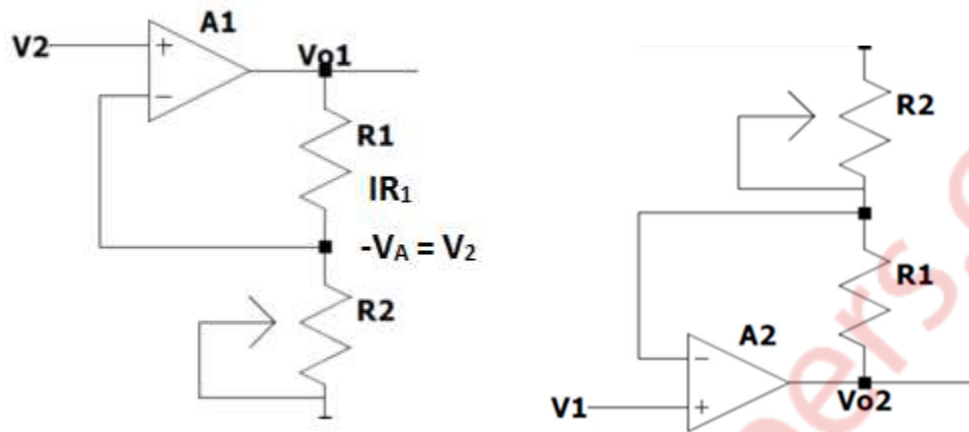 A1
V2
+
Vo1
−
R1
IR₁
-VA = V₂
R2
R2
R1
A2
−
V1
+
Vo2